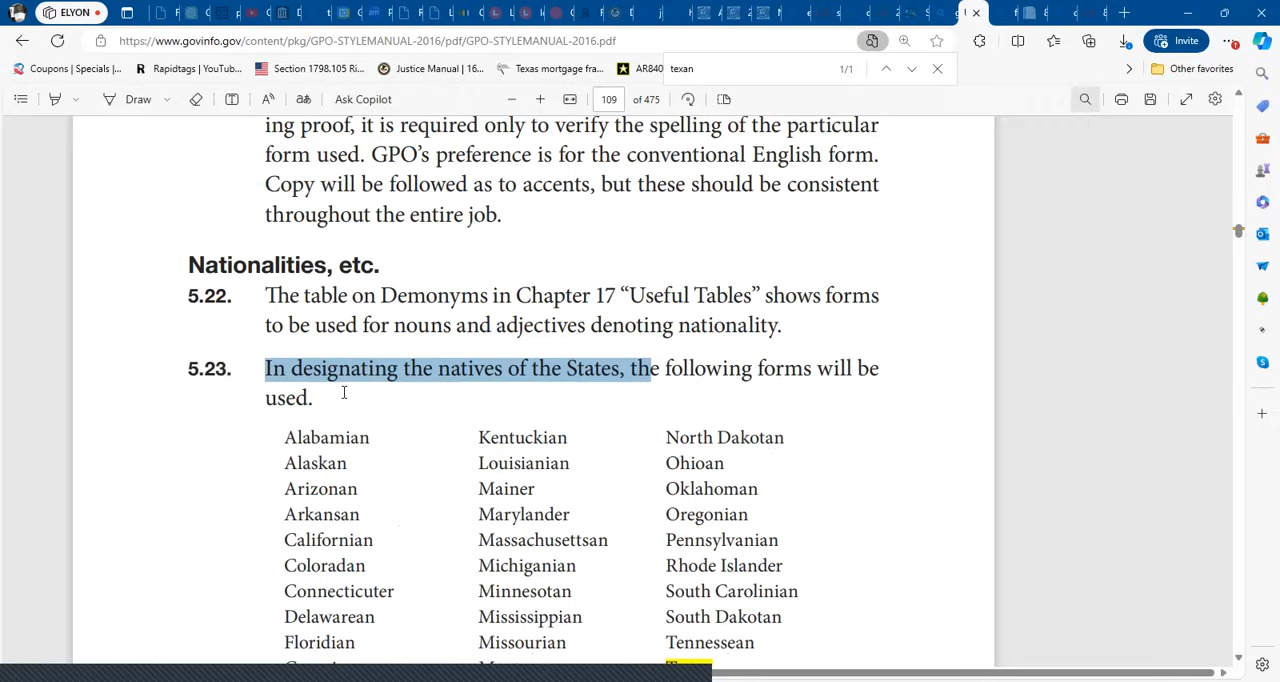 ELYON
https://www.govinfo.gov/content/pkg/GPO-STYLEMANUAL-2016/pdf/GPO-STYLEMANUAL-2016.pdf
Invite
Coupons | Specials |... Rapidtags | YouTub... Section 1798.105 Ri... Justice Manual | 16... Texas mortgage fra... AR840
texan 1/1
Other favorites
Draw Ask Copilot 109 of 475
ing proof, it is required only to verify the spelling of the particular
form used. GPO's preference is for the conventional English form.
Copy will be followed as to accents, but these should be consistent
throughout the entire job.
Nationalities, etc.
5.22. The table on Demonyms in Chapter 17 “Useful Tables” shows forms
to be used for nouns and adjectives denoting nationality.
5.23. In designating the natives of the States, the following forms will be
used.
Alabamian Kentuckian North Dakotan
Alaskan Louisianian Ohioan
Arizonan Mainer Oklahoman
Arkansan Marylander Oregonian
Californian Massachusettsan Pennsylvanian
Coloradan Michiganian Rhode Islander
Connecticuter Minnesotan South Carolinian
Delawarean Mississippian South Dakotan
Floridian Missourian Tennessean